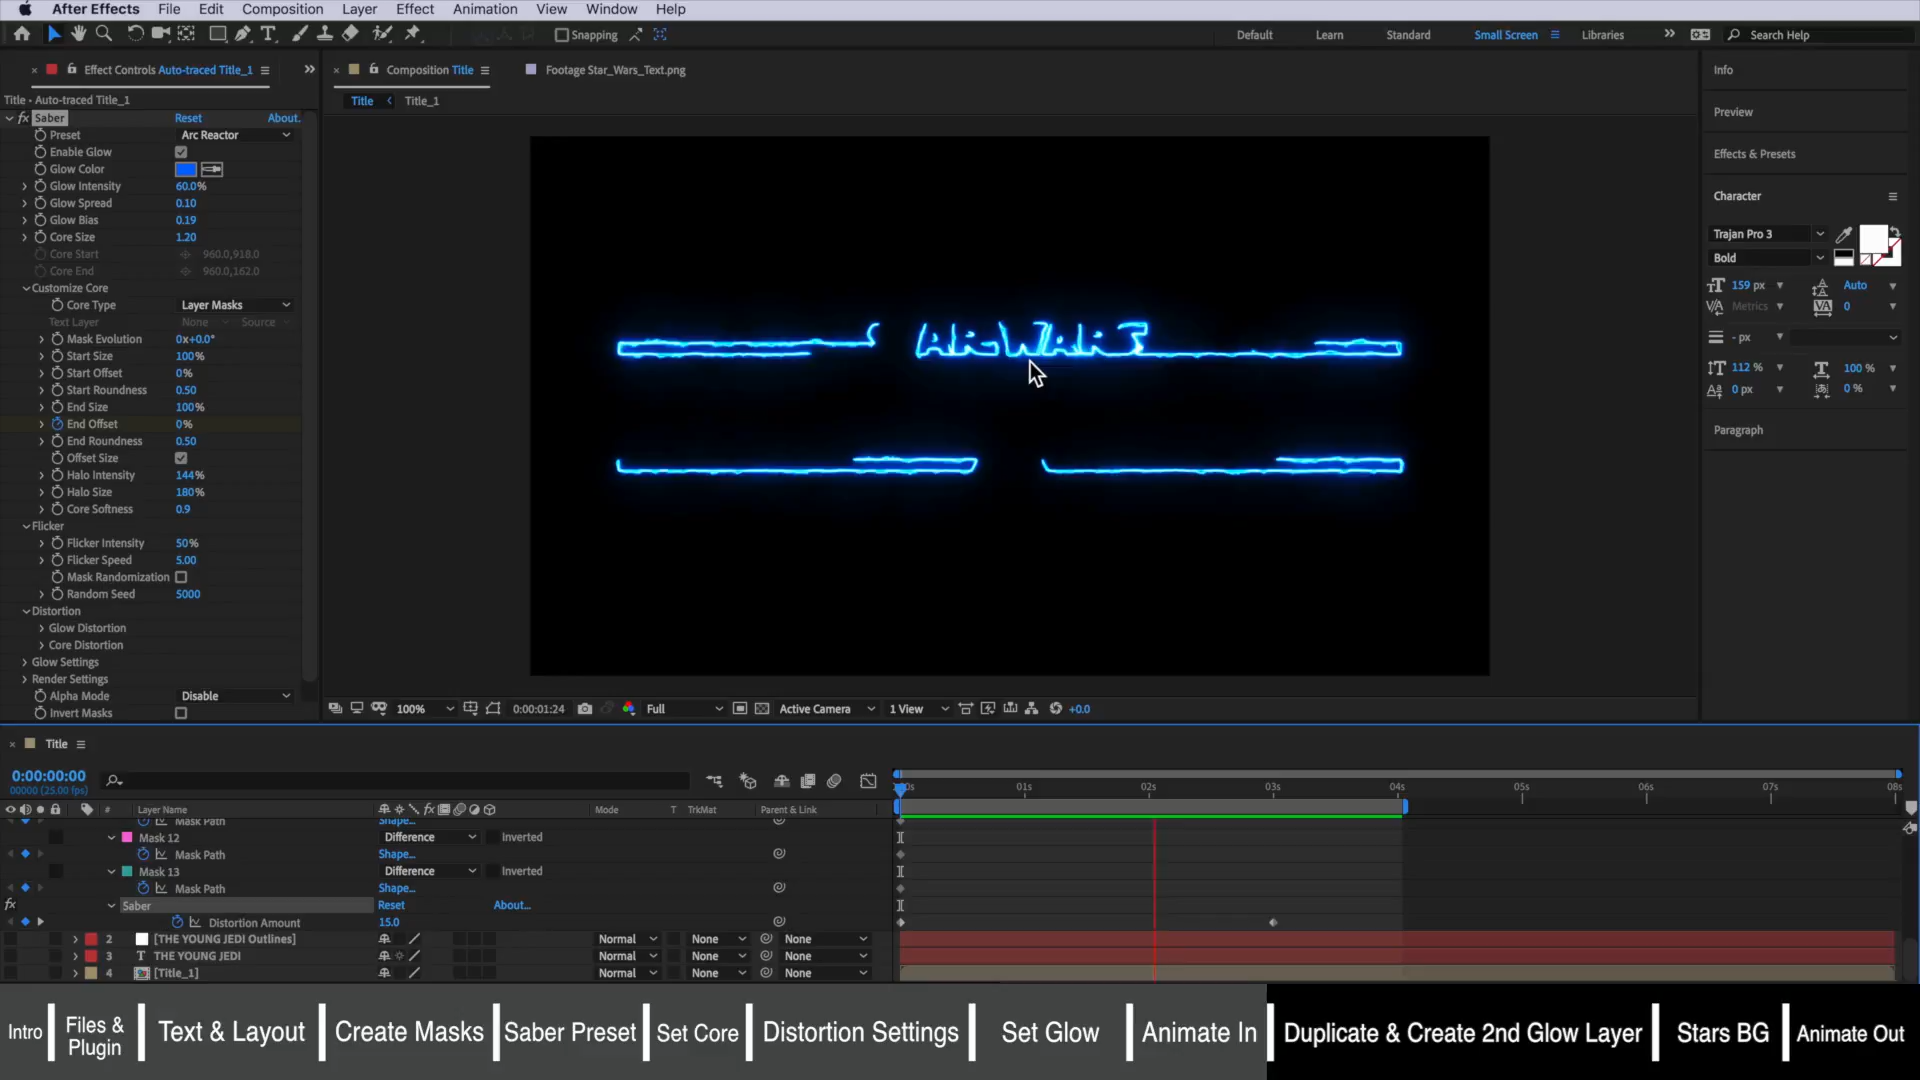 After Effects File Edit Composition Layer Effect Animation View Window Help
Snapping Default Learn Standard Small Screen Libraries Search Help
Effect Controls Auto-traced Title_1
Title • Auto-traced Title_1
fx Saber Reset About.
Preset Arc Reactor
Enable Glow
Glow Color
Glow Intensity 60.0%
Glow Spread 0.10
Glow Bias 0.19
Core Size 1.20
Core Start 960.0,918.0
Core End 960.0,162.0
Customize Core
Core Type Layer Masks
Text Layer None Source
Mask Evolution 0x+0.0°
Start Size 100%
Start Offset 0%
Start Roundness 0.50
End Size 100%
End Offset 0%
End Roundness 0.50
Offset Size
Halo Intensity 144%
Halo Size 180%
Core Softness 0.9
Flicker
Flicker Intensity 50%
Flicker Speed 5.00
Mask Randomization
Random Seed 5000
Distortion
Glow Distortion
Core Distortion
Glow Settings
Render Settings
Alpha Mode Disable
Invert Masks
Composition Title Footage Star_Wars_Text.png
Title Title_1
100% 0:00:01:24 Full Active Camera 1 View +0.0
Info
Preview
Effects & Presets
Character
Trajan Pro 3
Bold
159 px Auto
Metrics 0
- px
112 % 100 %
0 px 0 %
Paragraph
Title
0:00:00:00
00000 (25.00 fps)
01s 02s 03s 04s 05s 06s 07s 08s
# Layer Name fx Mode T TrkMat Parent & Link
Mask Path Shape...
Mask 12 Difference Inverted
Mask Path Shape...
Mask 13 Difference Inverted
Mask Path Shape...
fx Saber Reset About...
Distortion Amount 15.0
2 [THE YOUNG JEDI Outlines] Normal None None
3 T THE YOUNG JEDI Normal None None
4 [Title_1] Normal None None
Intro Files & Plugin Text & Layout Create Masks Saber Preset Set Core Distortion Settings Set Glow Animate In Duplicate & Create 2nd Glow Layer Stars BG Animate Out